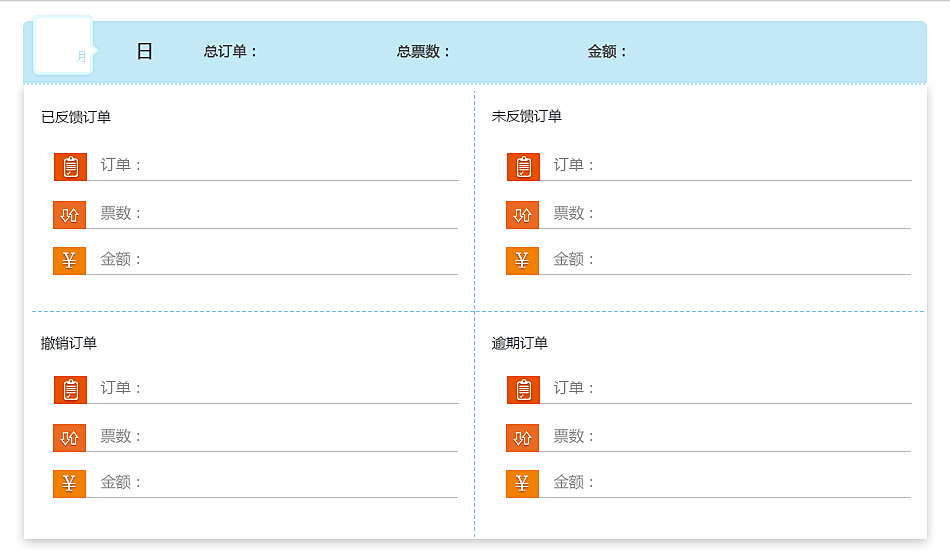 月 日 总订单： 总票数： 金额：
已反馈订单
订单：
票数：
金额：
未反馈订单
订单：
票数：
金额：
撤销订单
订单：
票数：
金额：
逾期订单
订单：
票数：
金额：